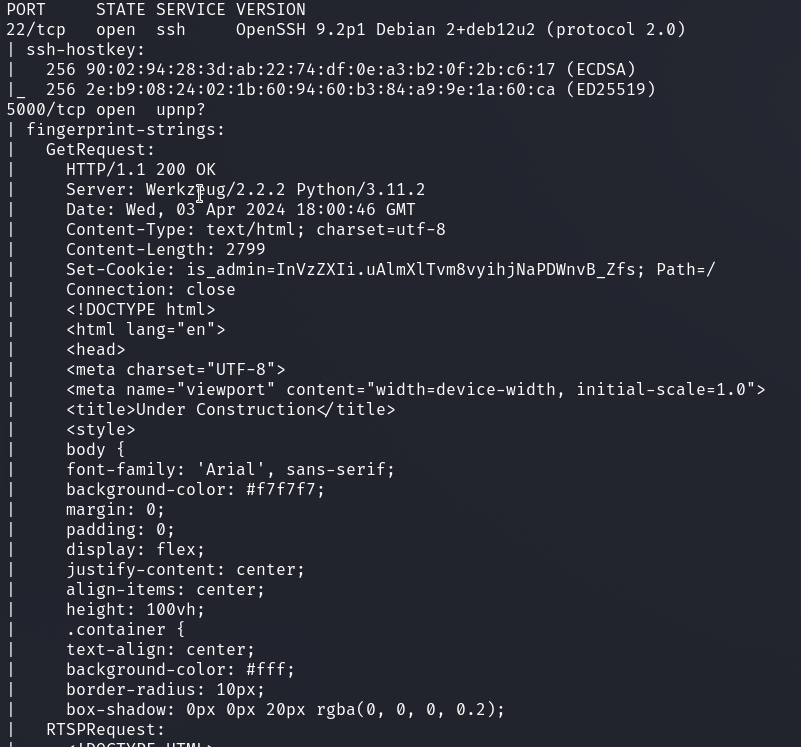 PORT     STATE SERVICE VERSION
22/tcp   open  ssh     OpenSSH 9.2p1 Debian 2+deb12u2 (protocol 2.0)
| ssh-hostkey:
|   256 90:02:94:28:3d:ab:22:74:df:0e:a3:b2:0f:2b:c6:17 (ECDSA)
|_  256 2e:b9:08:24:02:1b:60:94:60:b3:84:a9:9e:1a:60:ca (ED25519)
5000/tcp open  upnp?
| fingerprint-strings:
|   GetRequest:
|     HTTP/1.1 200 OK
|     Server: Werkzeug/2.2.2 Python/3.11.2
|     Date: Wed, 03 Apr 2024 18:00:46 GMT
|     Content-Type: text/html; charset=utf-8
|     Content-Length: 2799
|     Set-Cookie: is_admin=InVzZXIi.uAlmXlTvm8vyihjNaPDWnvB_Zfs; Path=/
|     Connection: close
|     <!DOCTYPE html>
|     <html lang="en">
|     <head>
|     <meta charset="UTF-8">
|     <meta name="viewport" content="width=device-width, initial-scale=1.0">
|     <title>Under Construction</title>
|     <style>
|     body {
|     font-family: 'Arial', sans-serif;
|     background-color: #f7f7f7;
|     margin: 0;
|     padding: 0;
|     display: flex;
|     justify-content: center;
|     align-items: center;
|     height: 100vh;
|     .container {
|     text-align: center;
|     background-color: #fff;
|     border-radius: 10px;
|     box-shadow: 0px 0px 20px rgba(0, 0, 0, 0.2);
|   RTSPRequest:
|     <!DOCTYPE HTML>